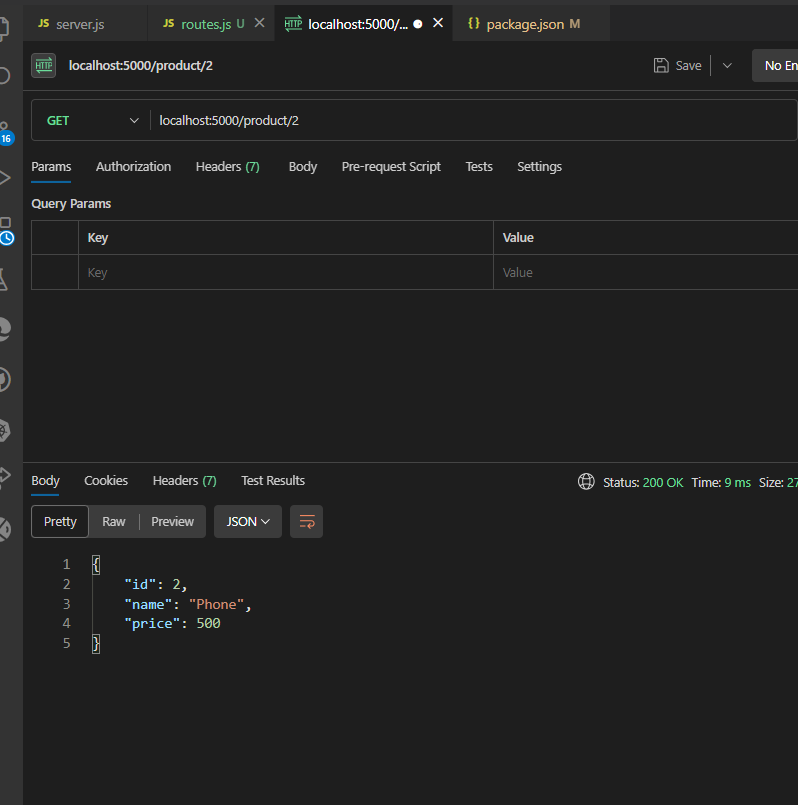 JS server.js JS routes.js U HTTP localhost:5000/... {} package.json M
HTTP localhost:5000/product/2 Save No En
GET localhost:5000/product/2
16
Params Authorization Headers (7) Body Pre-request Script Tests Settings
Query Params
Key Value
Key Value
Body Cookies Headers (7) Test Results Status: 200 OK Time: 9 ms Size: 27
Pretty Raw Preview JSON
1 {
2 "id": 2,
3 "name": "Phone",
4 "price": 500
5 }